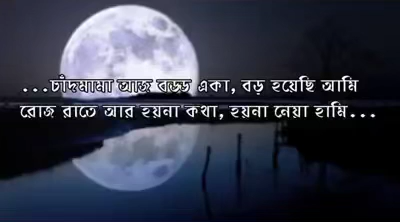 ...চাঁদমামা আজ বড্ড একা, বড় হয়েছি আমি
রোজ রাতে আর হয়না কথা, হয়না নেয়া হামি...